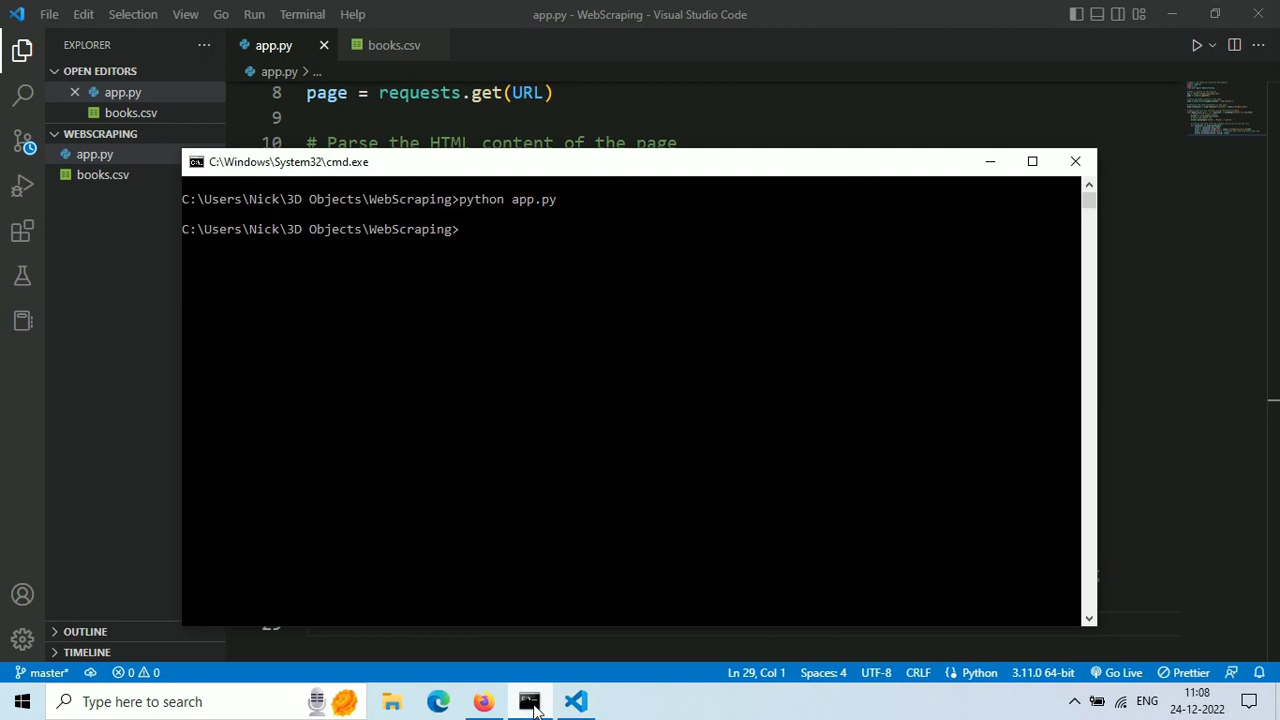 File Edit Selection View Go Run Terminal Help
app.py - WebScraping - Visual Studio Code
EXPLORER
OPEN EDITORS
app.py
books.csv
WEBSCRAPING
app.py
books.csv
OUTLINE
TIMELINE
app.py
books.csv
app.py > ...
8 page = requests.get(URL)
9
10 # Parse the HTML content of the page
C:\Windows\System32\cmd.exe
C:\Users\Nick\3D Objects\WebScraping>python app.py
C:\Users\Nick\3D Objects\WebScraping>
29
master* 0 0 Ln 29, Col 1 Spaces: 4 UTF-8 CRLF Python 3.11.0 64-bit Go Live Prettier
Type here to search
ENG
11:08
24-12-2022